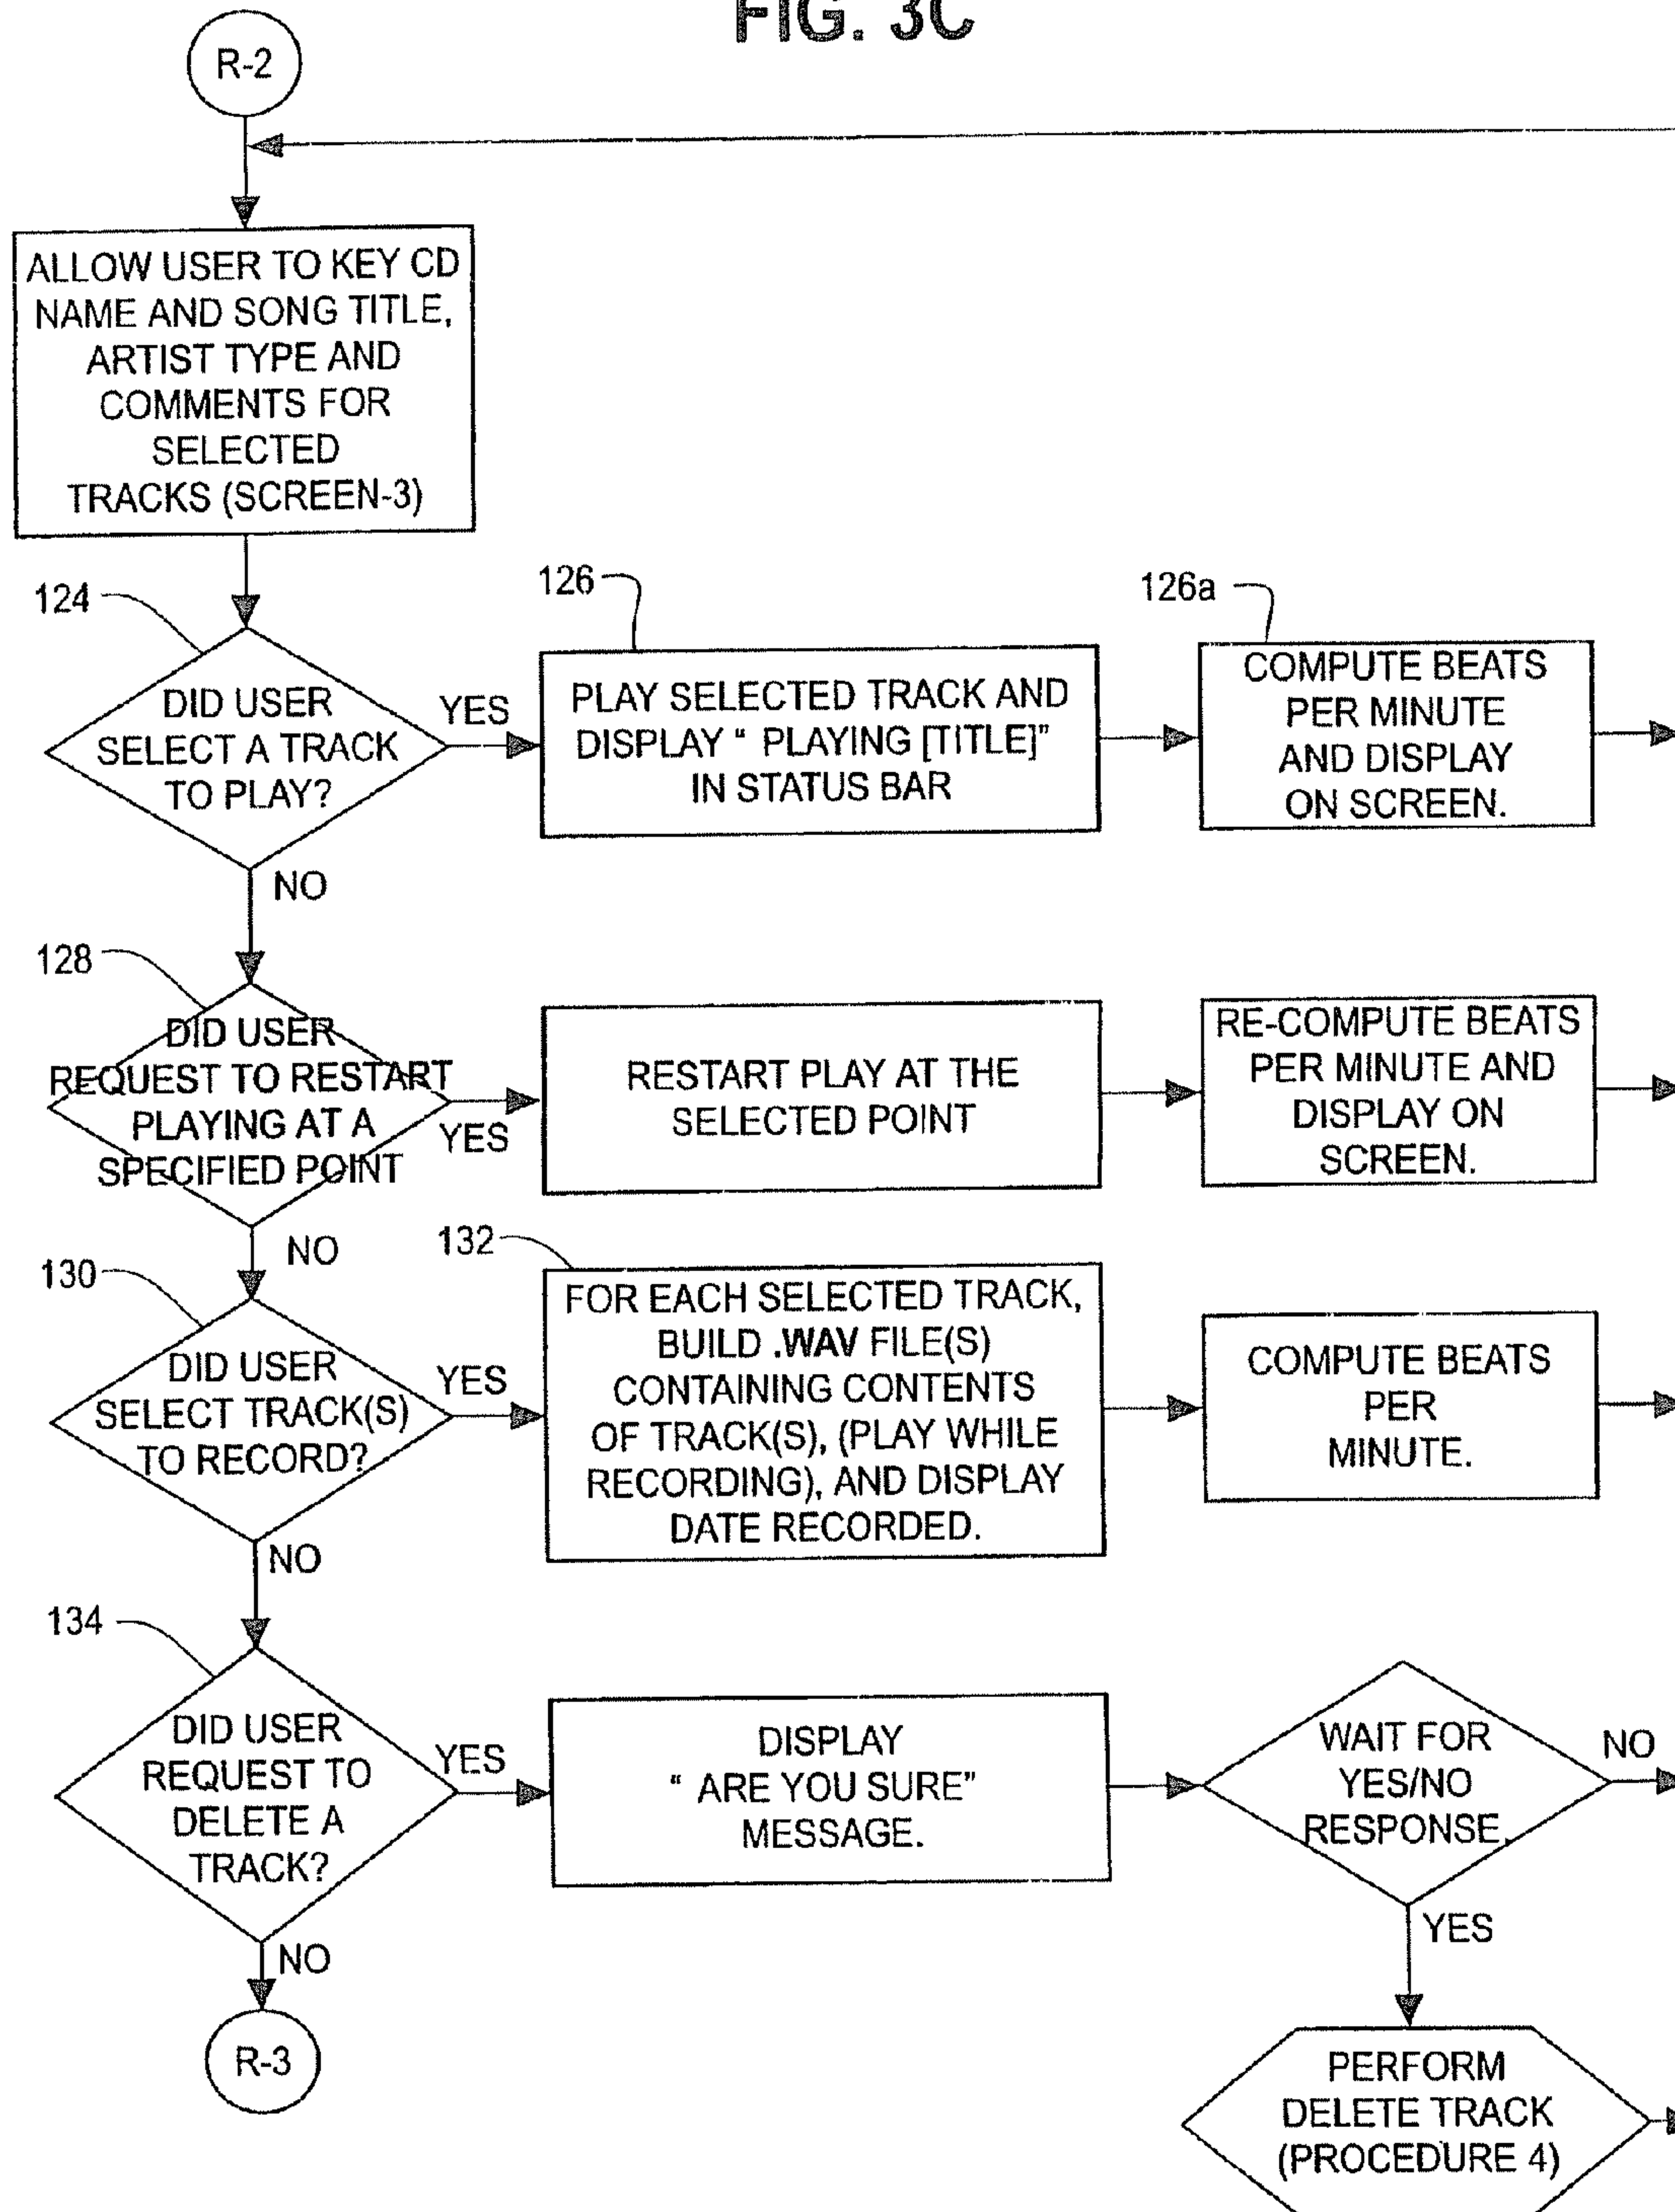 FIG. 3C
R-2
ALLOW USER TO KEY CD
NAME AND SONG TITLE,
ARTIST TYPE AND
COMMENTS FOR
SELECTED
TRACKS (SCREEN-3)
124
DID USER
SELECT A TRACK
TO PLAY?
YES
NO
126
PLAY SELECTED TRACK AND
DISPLAY “ PLAYING [TITLE]”
IN STATUS BAR
126a
COMPUTE BEATS
PER MINUTE
AND DISPLAY
ON SCREEN.
128
DID USER
REQUEST TO RESTART
PLAYING AT A
SPECIFIED POINT
YES
NO
RESTART PLAY AT THE
SELECTED POINT
RE-COMPUTE BEATS
PER MINUTE AND
DISPLAY ON
SCREEN.
130
DID USER
SELECT TRACK(S)
TO RECORD?
YES
NO
132
FOR EACH SELECTED TRACK,
BUILD .WAV FILE(S)
CONTAINING CONTENTS
OF TRACK(S), (PLAY WHILE
RECORDING), AND DISPLAY
DATE RECORDED.
COMPUTE BEATS
PER
MINUTE.
134
DID USER
REQUEST TO
DELETE A
TRACK?
YES
NO
DISPLAY
“ ARE YOU SURE”
MESSAGE.
WAIT FOR
YES/NO
RESPONSE.
NO
YES
PERFORM
DELETE TRACK
(PROCEDURE 4)
R-3